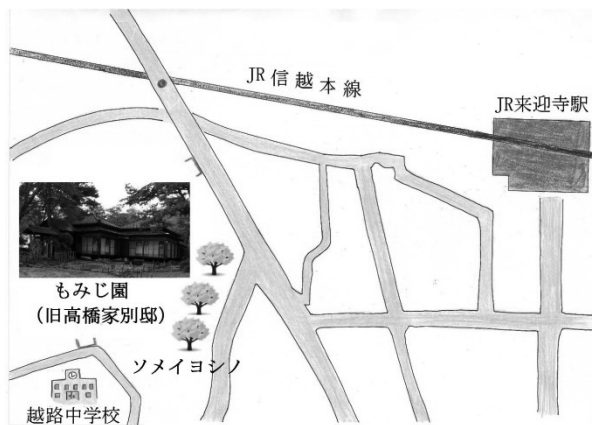 JR信越本線
JR来迎寺駅
もみじ園
（旧高橋家別邸）
ソメイヨシノ
越路中学校